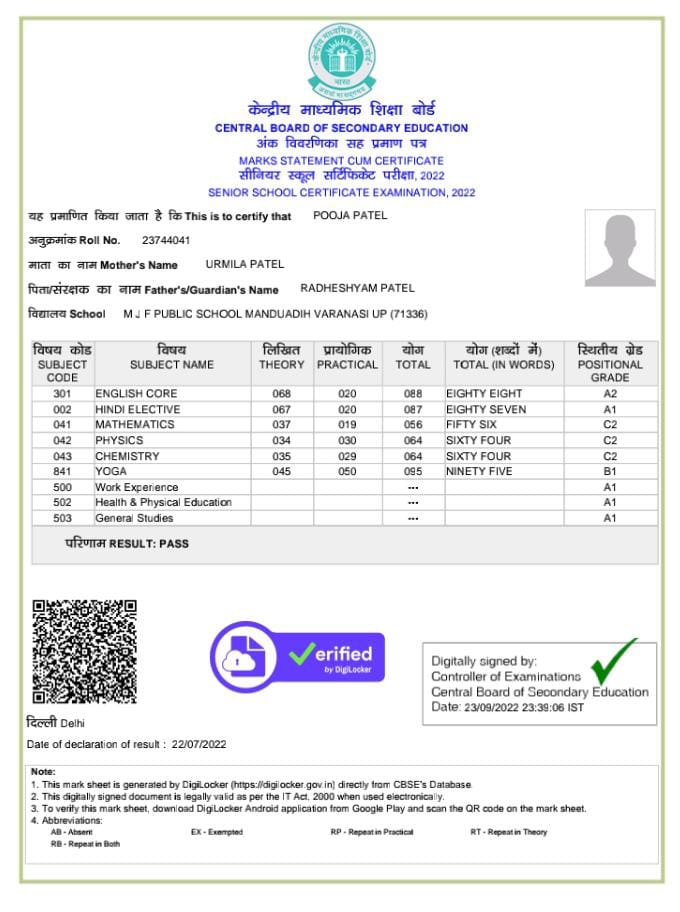 केन्द्रीय माध्यमिक शिक्षा बोर्ड
भारत
असतो मा सद्गमय
केन्द्रीय माध्यमिक शिक्षा बोर्ड
CENTRAL BOARD OF SECONDARY EDUCATION
अंक विवरणिका सह प्रमाण पत्र
MARKS STATEMENT CUM CERTIFICATE
सीनियर स्कूल सर्टिफिकेट परीक्षा, 2022
SENIOR SCHOOL CERTIFICATE EXAMINATION, 2022
यह प्रमाणित किया जाता है कि This is to certify that POOJA PATEL
अनुक्रमांक Roll No. 23744041
माता का नाम Mother's Name URMILA PATEL
पिता/संरक्षक का नाम Father's/Guardian's Name RADHESHYAM PATEL
विद्यालय School M J F PUBLIC SCHOOL MANDUADIH VARANASI UP (71336)
विषय कोड विषय लिखित प्रायोगिक योग योग (शब्दों में) स्थितीय ग्रेड
SUBJECT SUBJECT NAME THEORY PRACTICAL TOTAL TOTAL (IN WORDS) POSITIONAL
CODE GRADE
301 ENGLISH CORE 068 020 088 EIGHTY EIGHT A2
002 HINDI ELECTIVE 067 020 087 EIGHTY SEVEN A1
041 MATHEMATICS 037 019 056 FIFTY SIX C2
042 PHYSICS 034 030 064 SIXTY FOUR C2
043 CHEMISTRY 035 029 064 SIXTY FOUR C2
841 YOGA 045 050 095 NINETY FIVE B1
500 Work Experience --- A1
502 Health & Physical Education --- A1
503 General Studies --- A1
परिणाम RESULT: PASS
Verified
by DigiLocker
Digitally signed by:
Controller of Examinations
Central Board of Secondary Education
Date: 23/09/2022 23:39:06 IST
दिल्ली Delhi
Date of declaration of result : 22/07/2022
Note:
1. This mark sheet is generated by DigiLocker (https://digilocker.gov.in) directly from CBSE's Database.
2. This digitally signed document is legally valid as per the IT Act, 2000 when used electronically.
3. To verify this mark sheet, download DigiLocker Android application from Google Play and scan the QR code on the mark sheet.
4. Abbreviations:
AB - Absent EX - Exempted RP - Repeat in Practical RT - Repeat in Theory
RB - Repeat in Both